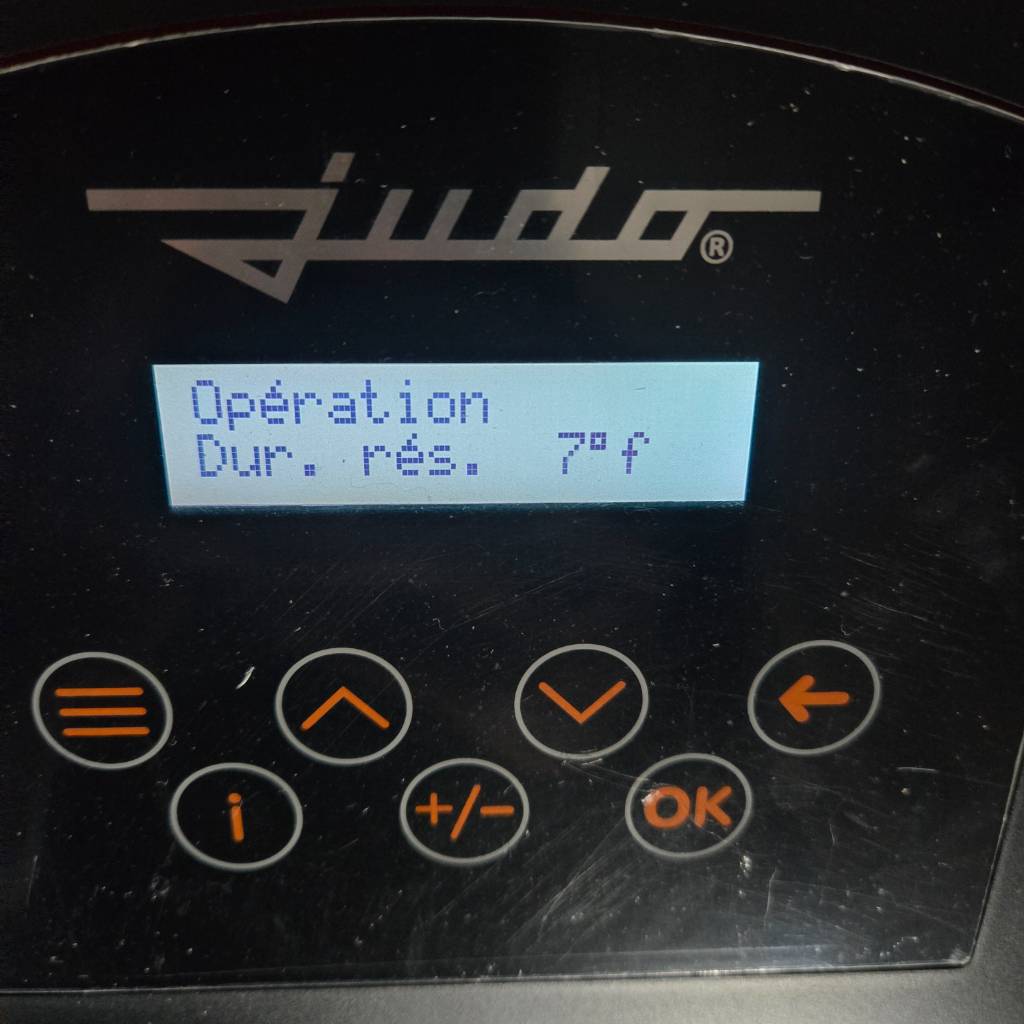 judo®
Opération
Dur. rés. 7°f
i
+/-
OK